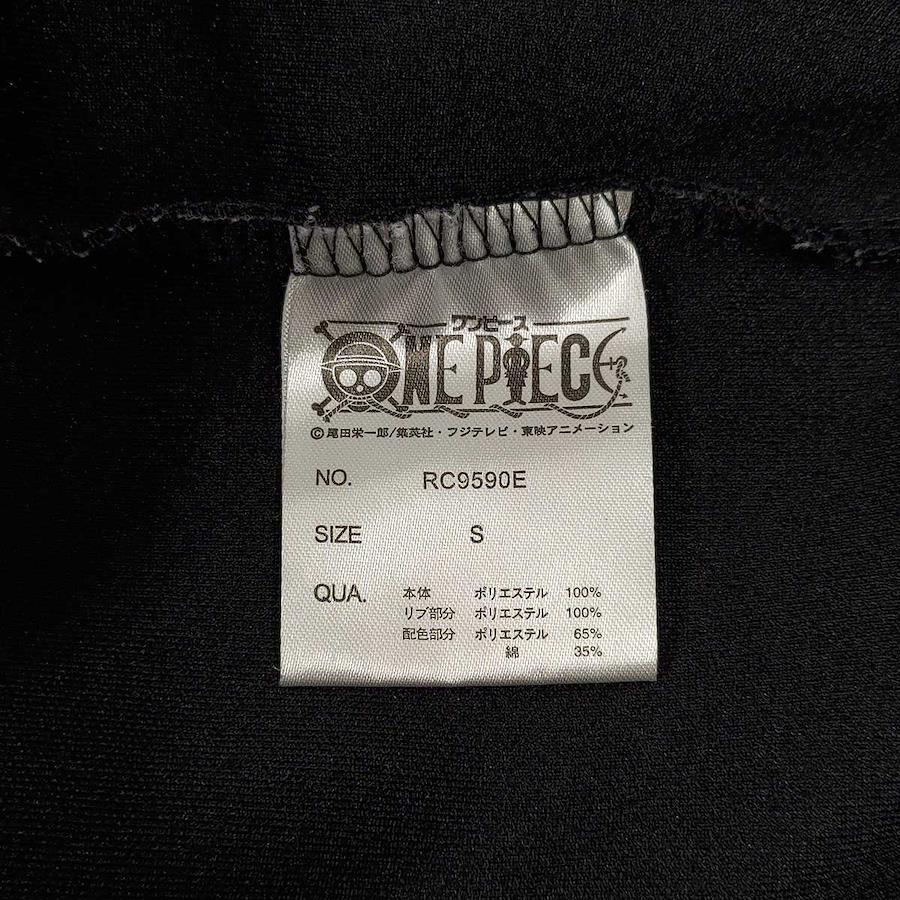 ワンピース
ONE PIECE
©尾田栄一郎/集英社・フジテレビ・東映アニメーション
NO. RC9590E
SIZE S
QUA. 本体 ポリエステル 100%
リブ部分 ポリエステル 100%
配色部分 ポリエステル 65%
綿 35%